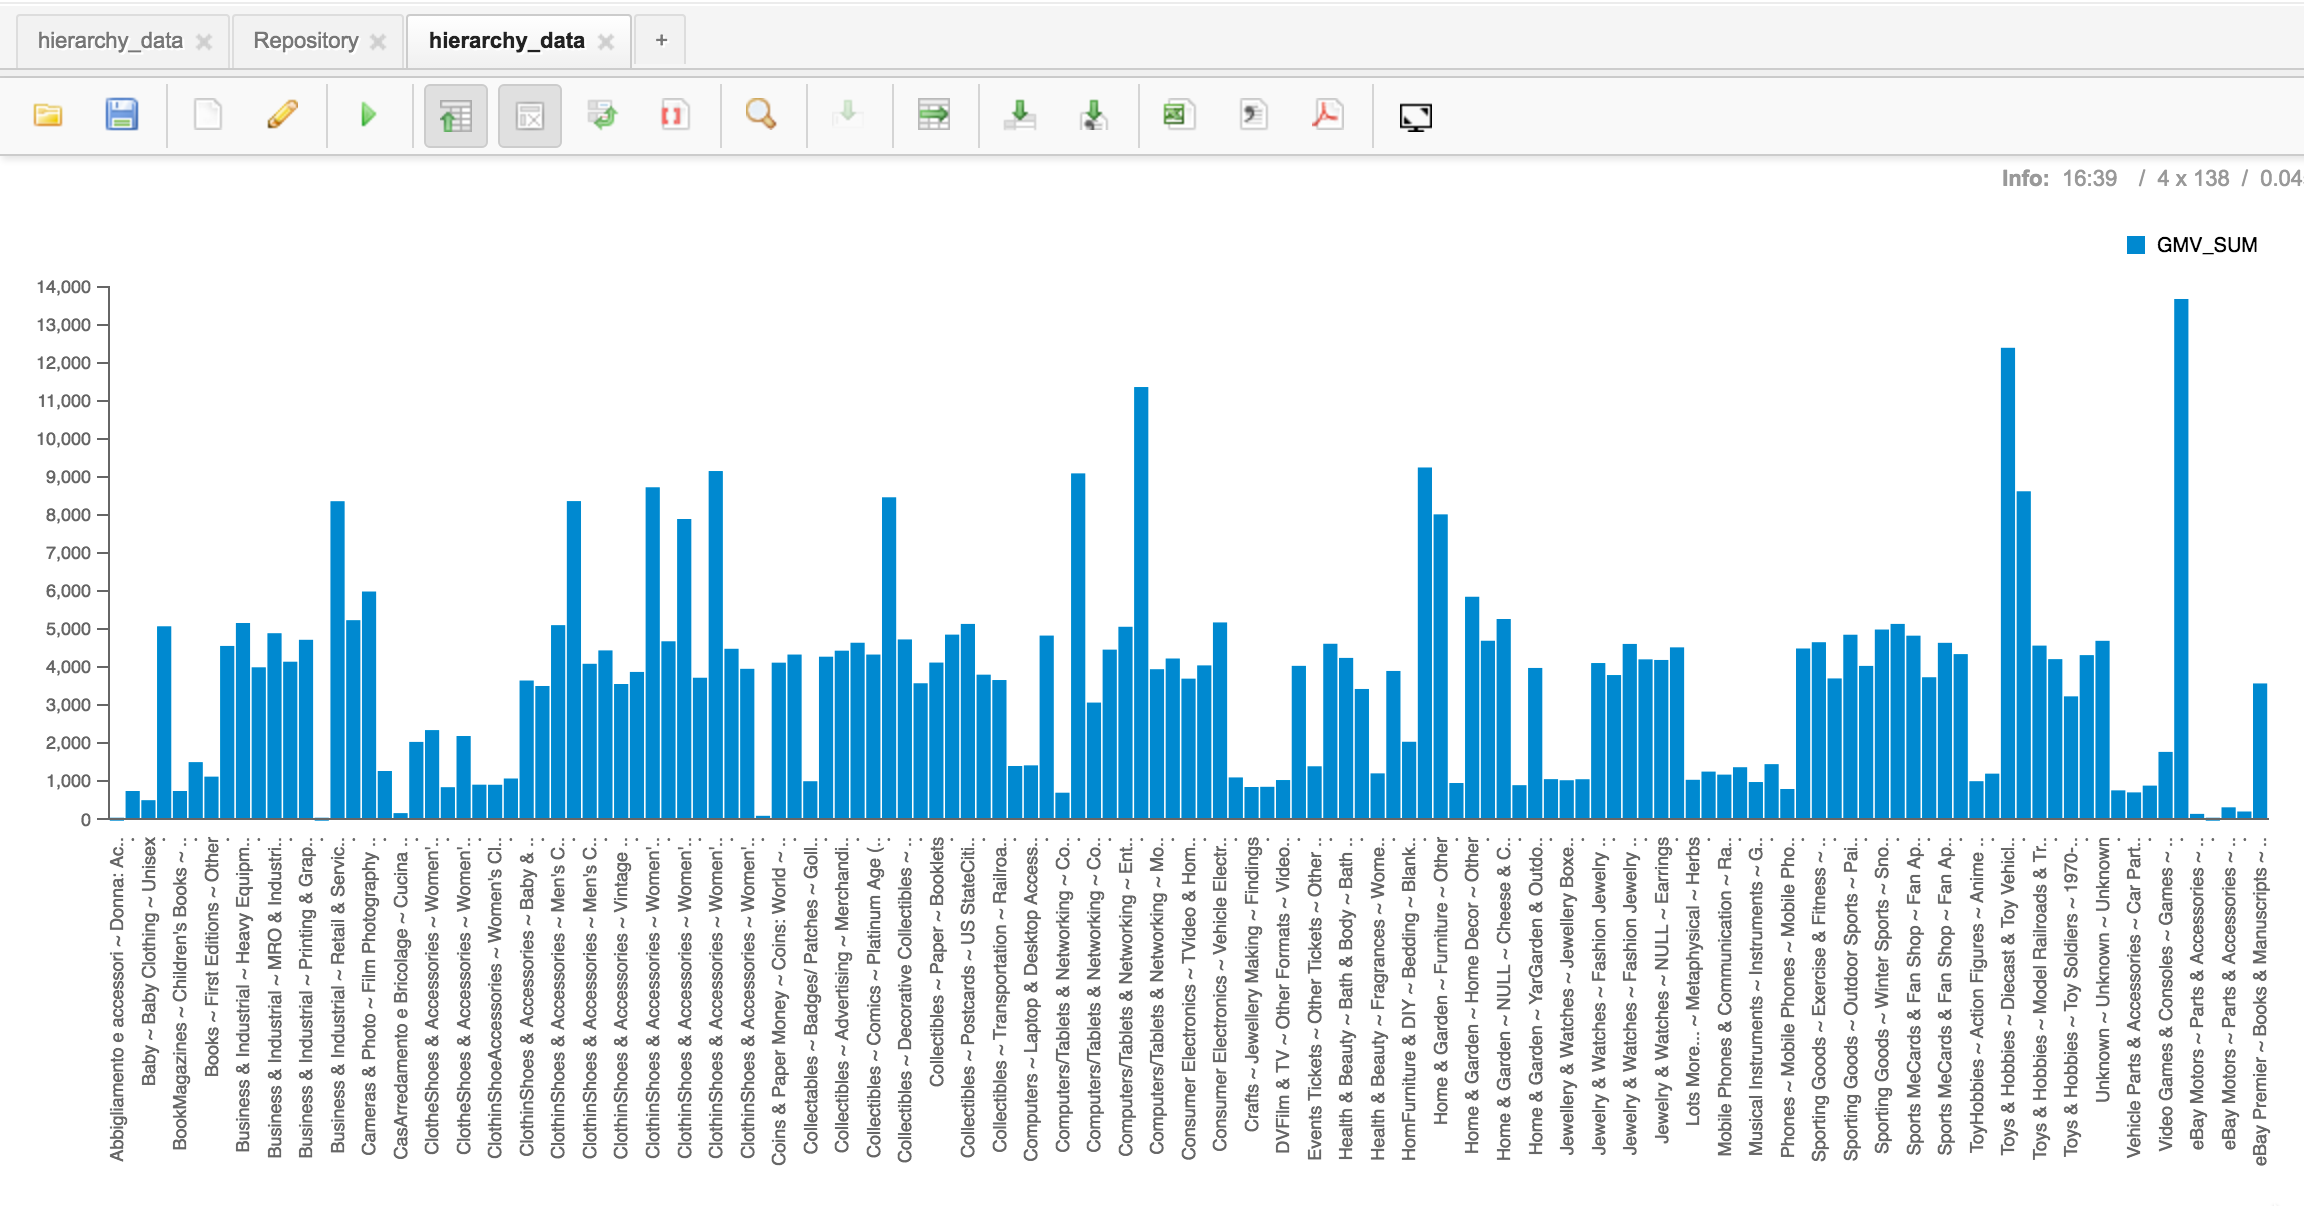 hierarchy_data
Repository
hierarchy_data
+
Info: 16:39 / 4 x 138 / 0.04
GMV_SUM
14,000
13,000
12,000
11,000
10,000
9,000
8,000
7,000
6,000
5,000
4,000
3,000
2,000
1,000
0
Abbigliamento e accessori ~ Donna: Ac..
Baby ~ Baby Clothing ~ Unisex
BookMagazines ~ Children's Books ~ ..
Books ~ First Editions ~ Other
Business & Industrial ~ Heavy Equipm..
Business & Industrial ~ MRO & Industri..
Business & Industrial ~ Printing & Grap..
Business & Industrial ~ Retail & Servic..
Cameras & Photo ~ Film Photography ..
CasArredamento e Bricolage ~ Cucina ..
ClotheShoes & Accessories ~ Women'..
ClotheShoes & Accessories ~ Women'..
ClothinShoeAccessories ~ Women's Cl..
ClothinShoes & Accessories ~ Baby & ..
ClothinShoes & Accessories ~ Men's C..
ClothinShoes & Accessories ~ Men's C..
ClothinShoes & Accessories ~ Vintage ..
ClothinShoes & Accessories ~ Women'..
ClothinShoes & Accessories ~ Women'..
ClothinShoes & Accessories ~ Women'..
ClothinShoes & Accessories ~ Women'..
Coins & Paper Money ~ Coins: World ~ ..
Collectables ~ Badges/ Patches ~ Goll..
Collectibles ~ Advertising ~ Merchandi..
Collectibles ~ Comics ~ Platinum Age (..
Collectibles ~ Decorative Collectibles ~ ..
Collectibles ~ Paper ~ Booklets
Collectibles ~ Postcards ~ US StateCiti..
Collectibles ~ Transportation ~ Railroa..
Computers ~ Laptop & Desktop Access..
Computers/Tablets & Networking ~ Co..
Computers/Tablets & Networking ~ Co..
Computers/Tablets & Networking ~ Ent..
Computers/Tablets & Networking ~ Mo..
Consumer Electronics ~ TVideo & Hom..
Consumer Electronics ~ Vehicle Electr..
Crafts ~ Jewellery Making ~ Findings
DVFilm & TV ~ Other Formats ~ Video..
Events Tickets ~ Other Tickets ~ Other ..
Health & Beauty ~ Bath & Body ~ Bath ..
Health & Beauty ~ Fragrances ~ Wome..
HomFurniture & DIY ~ Bedding ~ Blank..
Home & Garden ~ Furniture ~ Other
Home & Garden ~ Home Decor ~ Other
Home & Garden ~ NULL ~ Cheese & C..
Home & Garden ~ YarGarden & Outdo..
Jewellery & Watches ~ Jewellery Boxe..
Jewelry & Watches ~ Fashion Jewelry ..
Jewelry & Watches ~ Fashion Jewelry ..
Jewelry & Watches ~ NULL ~ Earrings
Lots More... ~ Metaphysical ~ Herbs
Mobile Phones & Communication ~ Ra..
Musical Instruments ~ Instruments ~ G..
Phones ~ Mobile Phones ~ Mobile Pho..
Sporting Goods ~ Exercise & Fitness ~ ..
Sporting Goods ~ Outdoor Sports ~ Pai..
Sporting Goods ~ Winter Sports ~ Sno..
Sports MeCards & Fan Shop ~ Fan Ap..
Sports MeCards & Fan Shop ~ Fan Ap..
ToyHobbies ~ Action Figures ~ Anime ..
Toys & Hobbies ~ Diecast & Toy Vehicl..
Toys & Hobbies ~ Model Railroads & Tr..
Toys & Hobbies ~ Toy Soldiers ~ 1970-..
Unknown ~ Unknown ~ Unknown
Vehicle Parts & Accessories ~ Car Part..
Video Games & Consoles ~ Games ~ ..
eBay Motors ~ Parts & Accessories ~ ..
eBay Motors ~ Parts & Accessories ~ ..
eBay Premier ~ Books & Manuscripts ~ ..